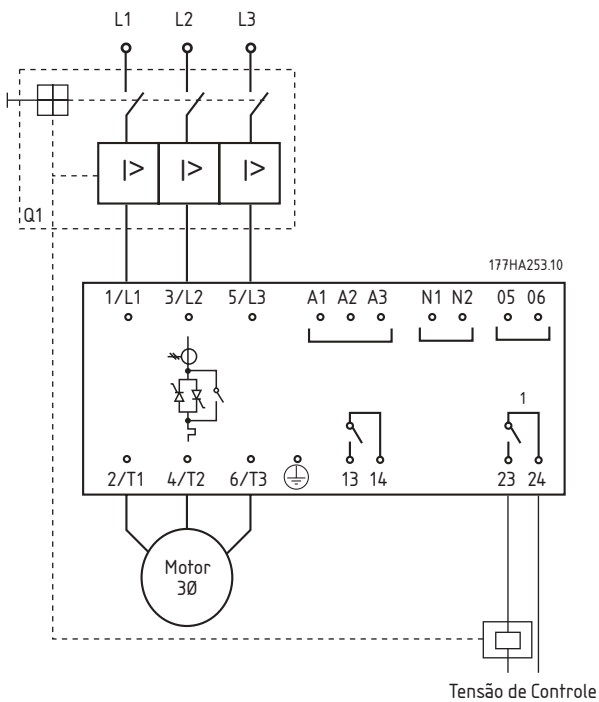 L1 L2 L3
|> |> |>
Q1
177HA253.10
1/L1 3/L2 5/L3 A1 A2 A3 N1 N2 05 06
1
2/T1 4/T2 6/T3 13 14 23 24
Motor
3Ø
Tensão de Controle